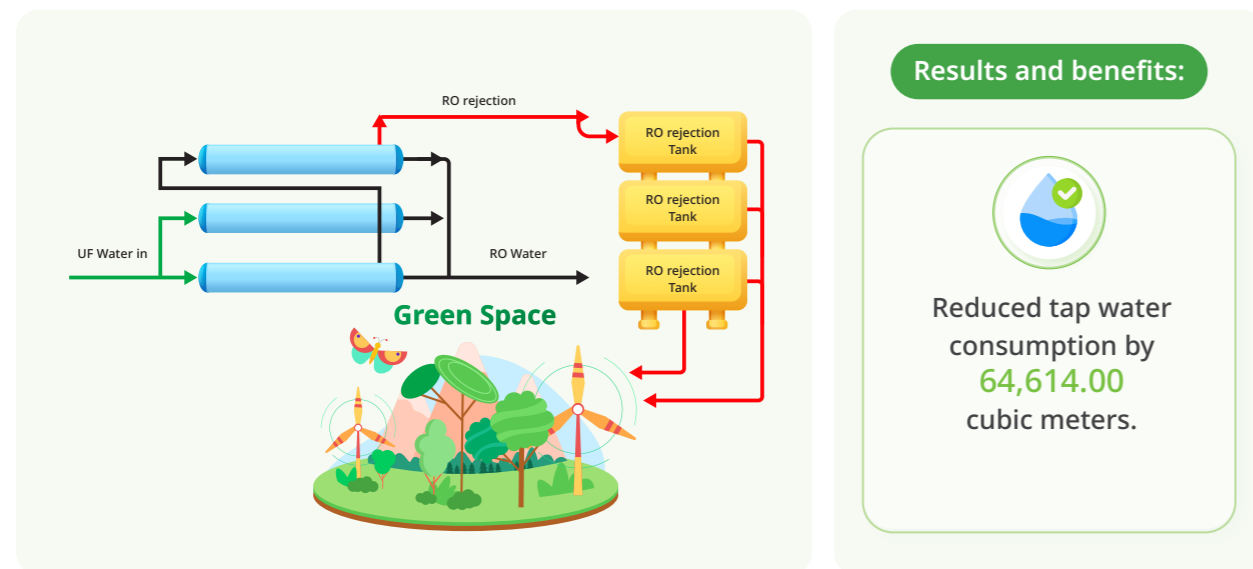 RO rejection
RO rejection
Tank
RO rejection
Tank
RO rejection
Tank
UF Water in
RO Water
Green Space
Results and benefits:
Reduced tap water
consumption by
64,614.00
cubic meters.